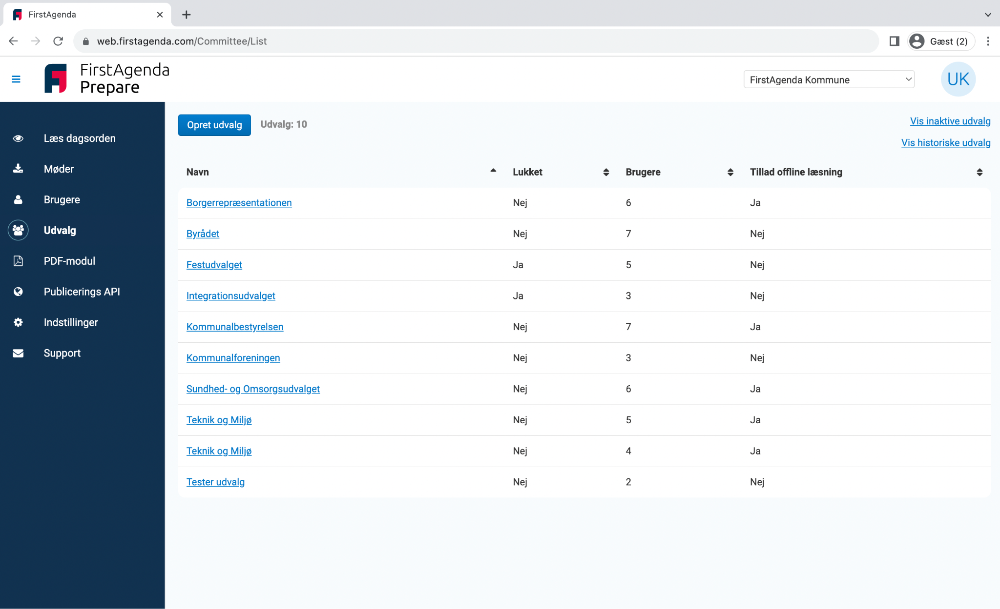 FirstAgenda
web.firstagenda.com/Committee/List
Gæst (2)
FirstAgenda
Prepare
FirstAgenda Kommune
UK
Læs dagsorden
Møder
Brugere
Udvalg
PDF-modul
Publicerings API
Indstillinger
Support
Opret udvalg
Udvalg: 10
Vis inaktive udvalg
Vis historiske udvalg
Navn Lukket Brugere Tillad offline læsning
Borgerrepræsentationen Nej 6 Ja
Byrådet Nej 7 Nej
Festudvalget Ja 5 Nej
Integrationsudvalget Ja 3 Nej
Kommunalbestyrelsen Nej 7 Ja
Kommunalforeningen Nej 3 Nej
Sundhed- og Omsorgsudvalget Nej 6 Ja
Teknik og Miljø Nej 5 Ja
Teknik og Miljø Nej 4 Ja
Tester udvalg Nej 2 Nej